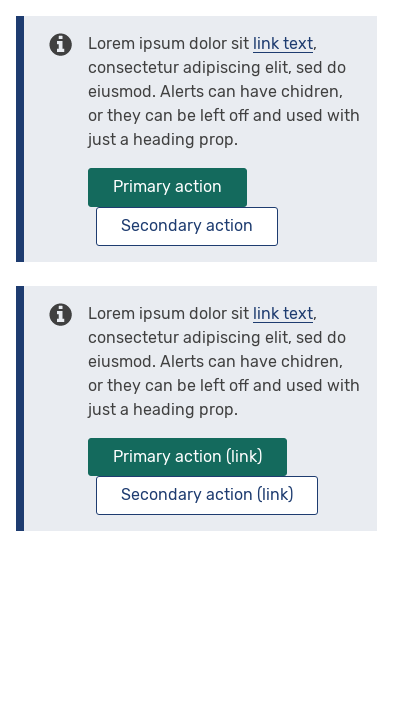 Lorem ipsum dolor sit link text,
consectetur adipiscing elit, sed do
eiusmod. Alerts can have chidren,
or they can be left off and used with
just a heading prop.
Primary action
Secondary action
Lorem ipsum dolor sit link text,
consectetur adipiscing elit, sed do
eiusmod. Alerts can have chidren,
or they can be left off and used with
just a heading prop.
Primary action (link)
Secondary action (link)